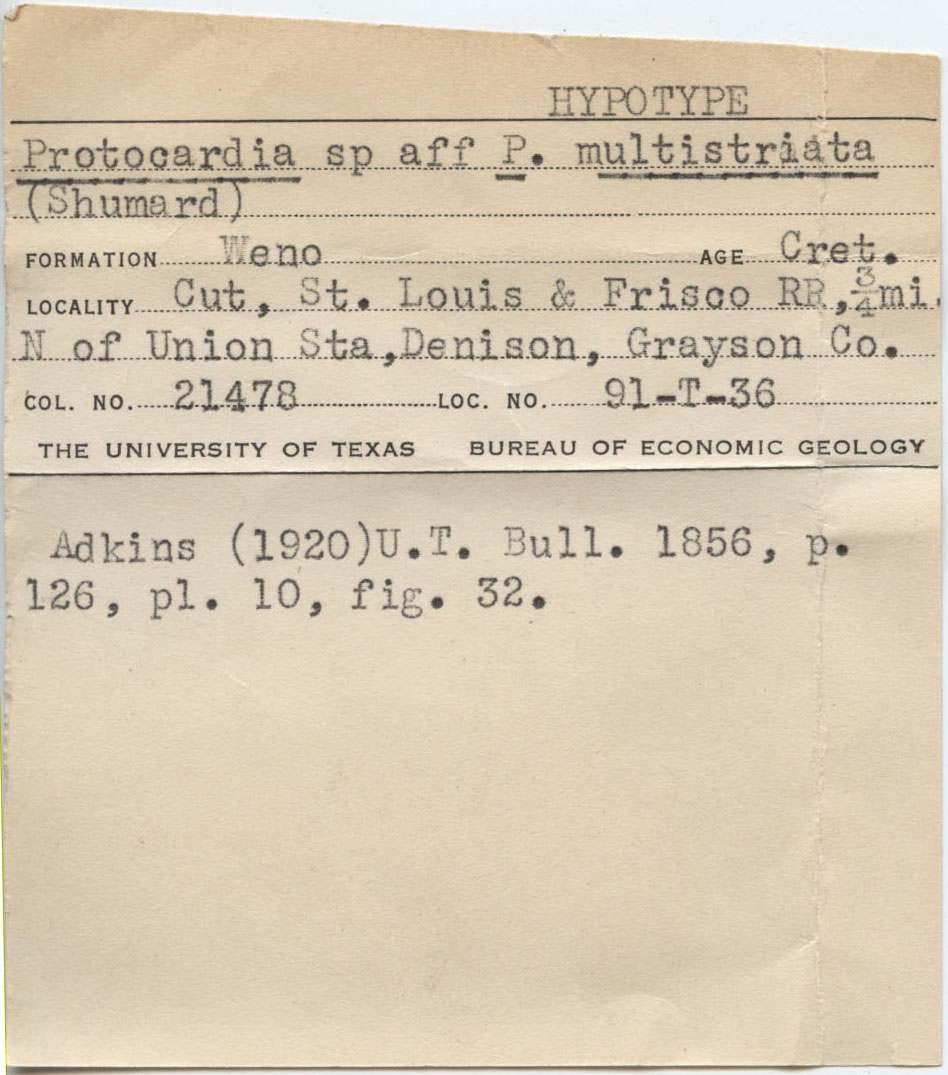 HYPOTYPE
Protocardia sp aff P. multistriata
(Shumard)
FORMATION Weno AGE Cret.
LOCALITY Cut, St. Louis & Frisco RR, 3/4 mi.
N of Union Sta, Denison, Grayson Co.
COL. NO. 21478 LOC. NO. 91-T-36
THE UNIVERSITY OF TEXAS BUREAU OF ECONOMIC GEOLOGY
Adkins (1920)U.T. Bull. 1856, p.
126, pl. 10, fig. 32.